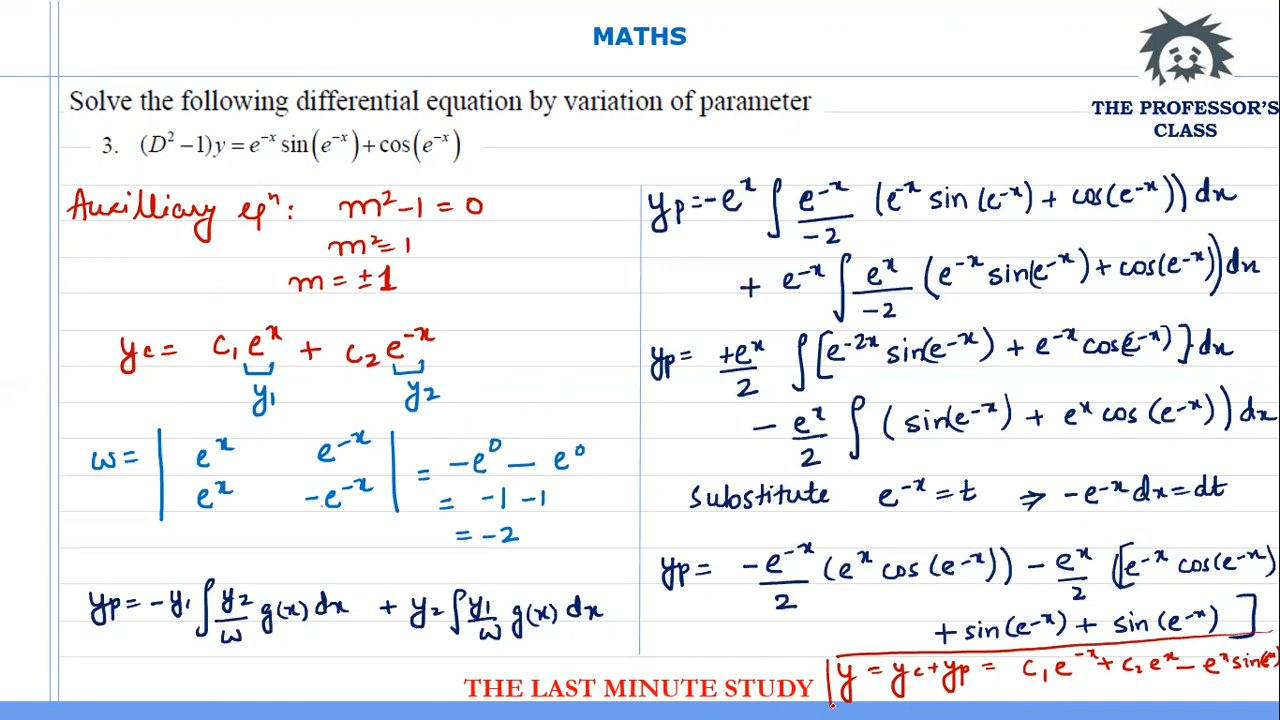 MATHS
THE PROFESSOR'S
CLASS
Solve the following differential equation by variation of parameter
3. (D² − 1)y = e⁻ˣ sin(e⁻ˣ) + cos(e⁻ˣ)
Auxilliary eqⁿ: m² − 1 = 0
m² = 1
m = ±1
yc = c₁eˣ + c₂e⁻ˣ
y₁ y₂
w = | eˣ e⁻ˣ | = −e⁰ − e⁰
| eˣ −e⁻ˣ | = −1 − 1
= −2
yp = −y₁ ∫ y₂/w g(x) dx + y₂ ∫ y₁/w g(x) dx
yp = −eˣ ∫ e⁻ˣ/−2 (e⁻ˣ sin(e⁻ˣ) + cos(e⁻ˣ)) dx
+ e⁻ˣ ∫ eˣ/−2 (e⁻ˣ sin(e⁻ˣ) + cos(e⁻ˣ)) dx
yp = +eˣ/2 ∫ [e⁻²ˣ sin(e⁻ˣ) + e⁻ˣ cos(e⁻ˣ)] dx
− eˣ/2 ∫ (sin(e⁻ˣ) + eˣ cos(e⁻ˣ)) dx
Substitute e⁻ˣ = t ⇒ −e⁻ˣ dx = dt
yp = −e⁻ˣ/2 (eˣ cos(e⁻ˣ)) − eˣ/2 [e⁻ˣ cos(e⁻ˣ)
+ sin(e⁻ˣ) + sin(e⁻ˣ)]
y = yc + yp = c₁e⁻ˣ + c₂eˣ − eˣ sin(e⁻ˣ)
THE LAST MINUTE STUDY